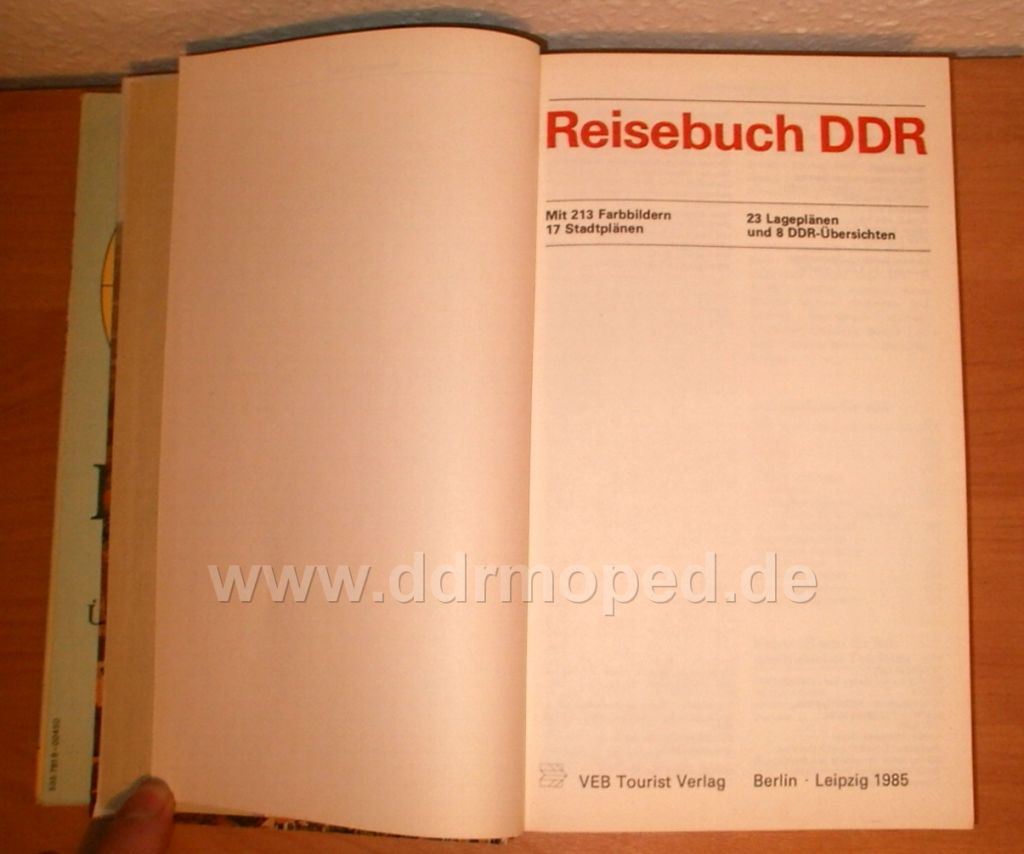 Reisebuch DDR
Mit 213 Farbbildern
17 Stadtplänen
23 Lageplänen
und 8 DDR-Übersichten
www.ddrmoped.de
VEB Tourist Verlag Berlin · Leipzig 1985